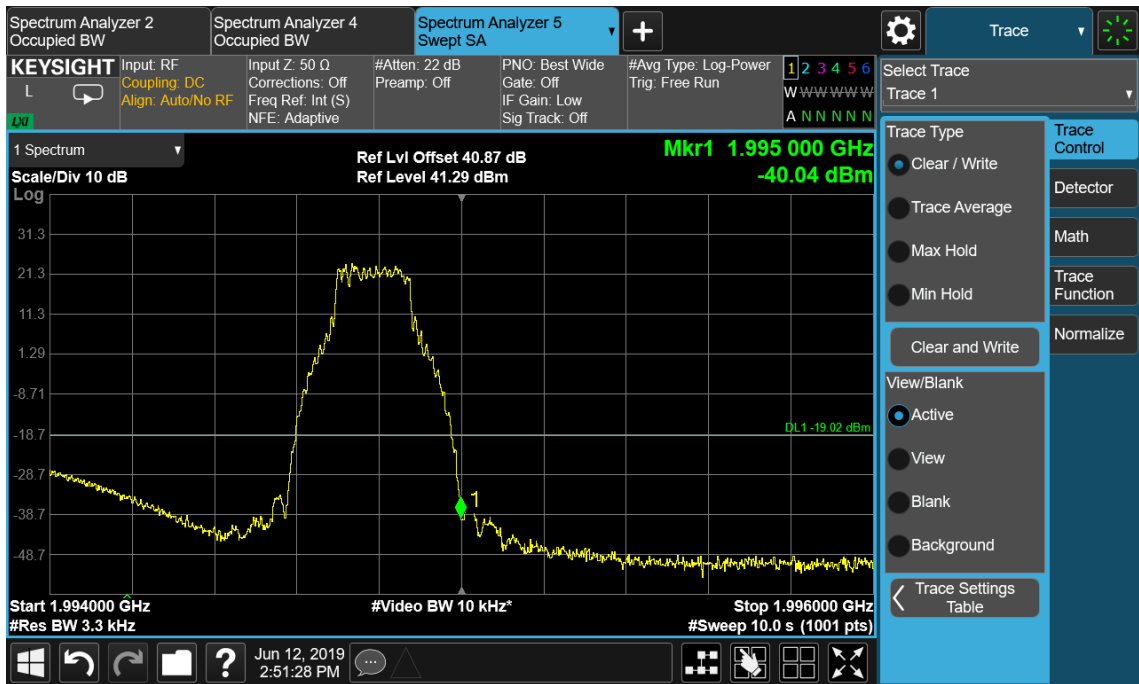 Spectrum Analyzer 2
Occupied BW
Spectrum Analyzer 4
Occupied BW
Spectrum Analyzer 5
Swept SA
Trace
KEYSIGHT
L
LXI
Input: RF
Coupling: DC
Align: Auto/No RF
Input Z: 50 Ω
Corrections: Off
Freq Ref: Int (S)
NFE: Adaptive
#Atten: 22 dB
Preamp: Off
PNO: Best Wide
Gate: Off
IF Gain: Low
Sig Track: Off
#Avg Type: Log-Power
Trig: Free Run
1 2 3 4 5 6
W W W W W W
A N N N N N
Select Trace
Trace 1
1 Spectrum
Scale/Div 10 dB
Ref Lvl Offset 40.87 dB
Ref Level 41.29 dBm
Mkr1 1.995 000 GHz
-40.04 dBm
Log
31.3
21.3
11.3
1.29
-8.71
-18.7
-28.7
-38.7
-48.7
DL1 -19.02 dBm
1
Start 1.994000 GHz
#Res BW 3.3 kHz
#Video BW 10 kHz*
Stop 1.996000 GHz
#Sweep 10.0 s (1001 pts)
Trace Type
Clear / Write
Trace Average
Max Hold
Min Hold
Clear and Write
View/Blank
Active
View
Blank
Background
Trace Settings
Table
Trace
Control
Detector
Math
Trace
Function
Normalize
?
Jun 12, 2019
2:51:28 PM